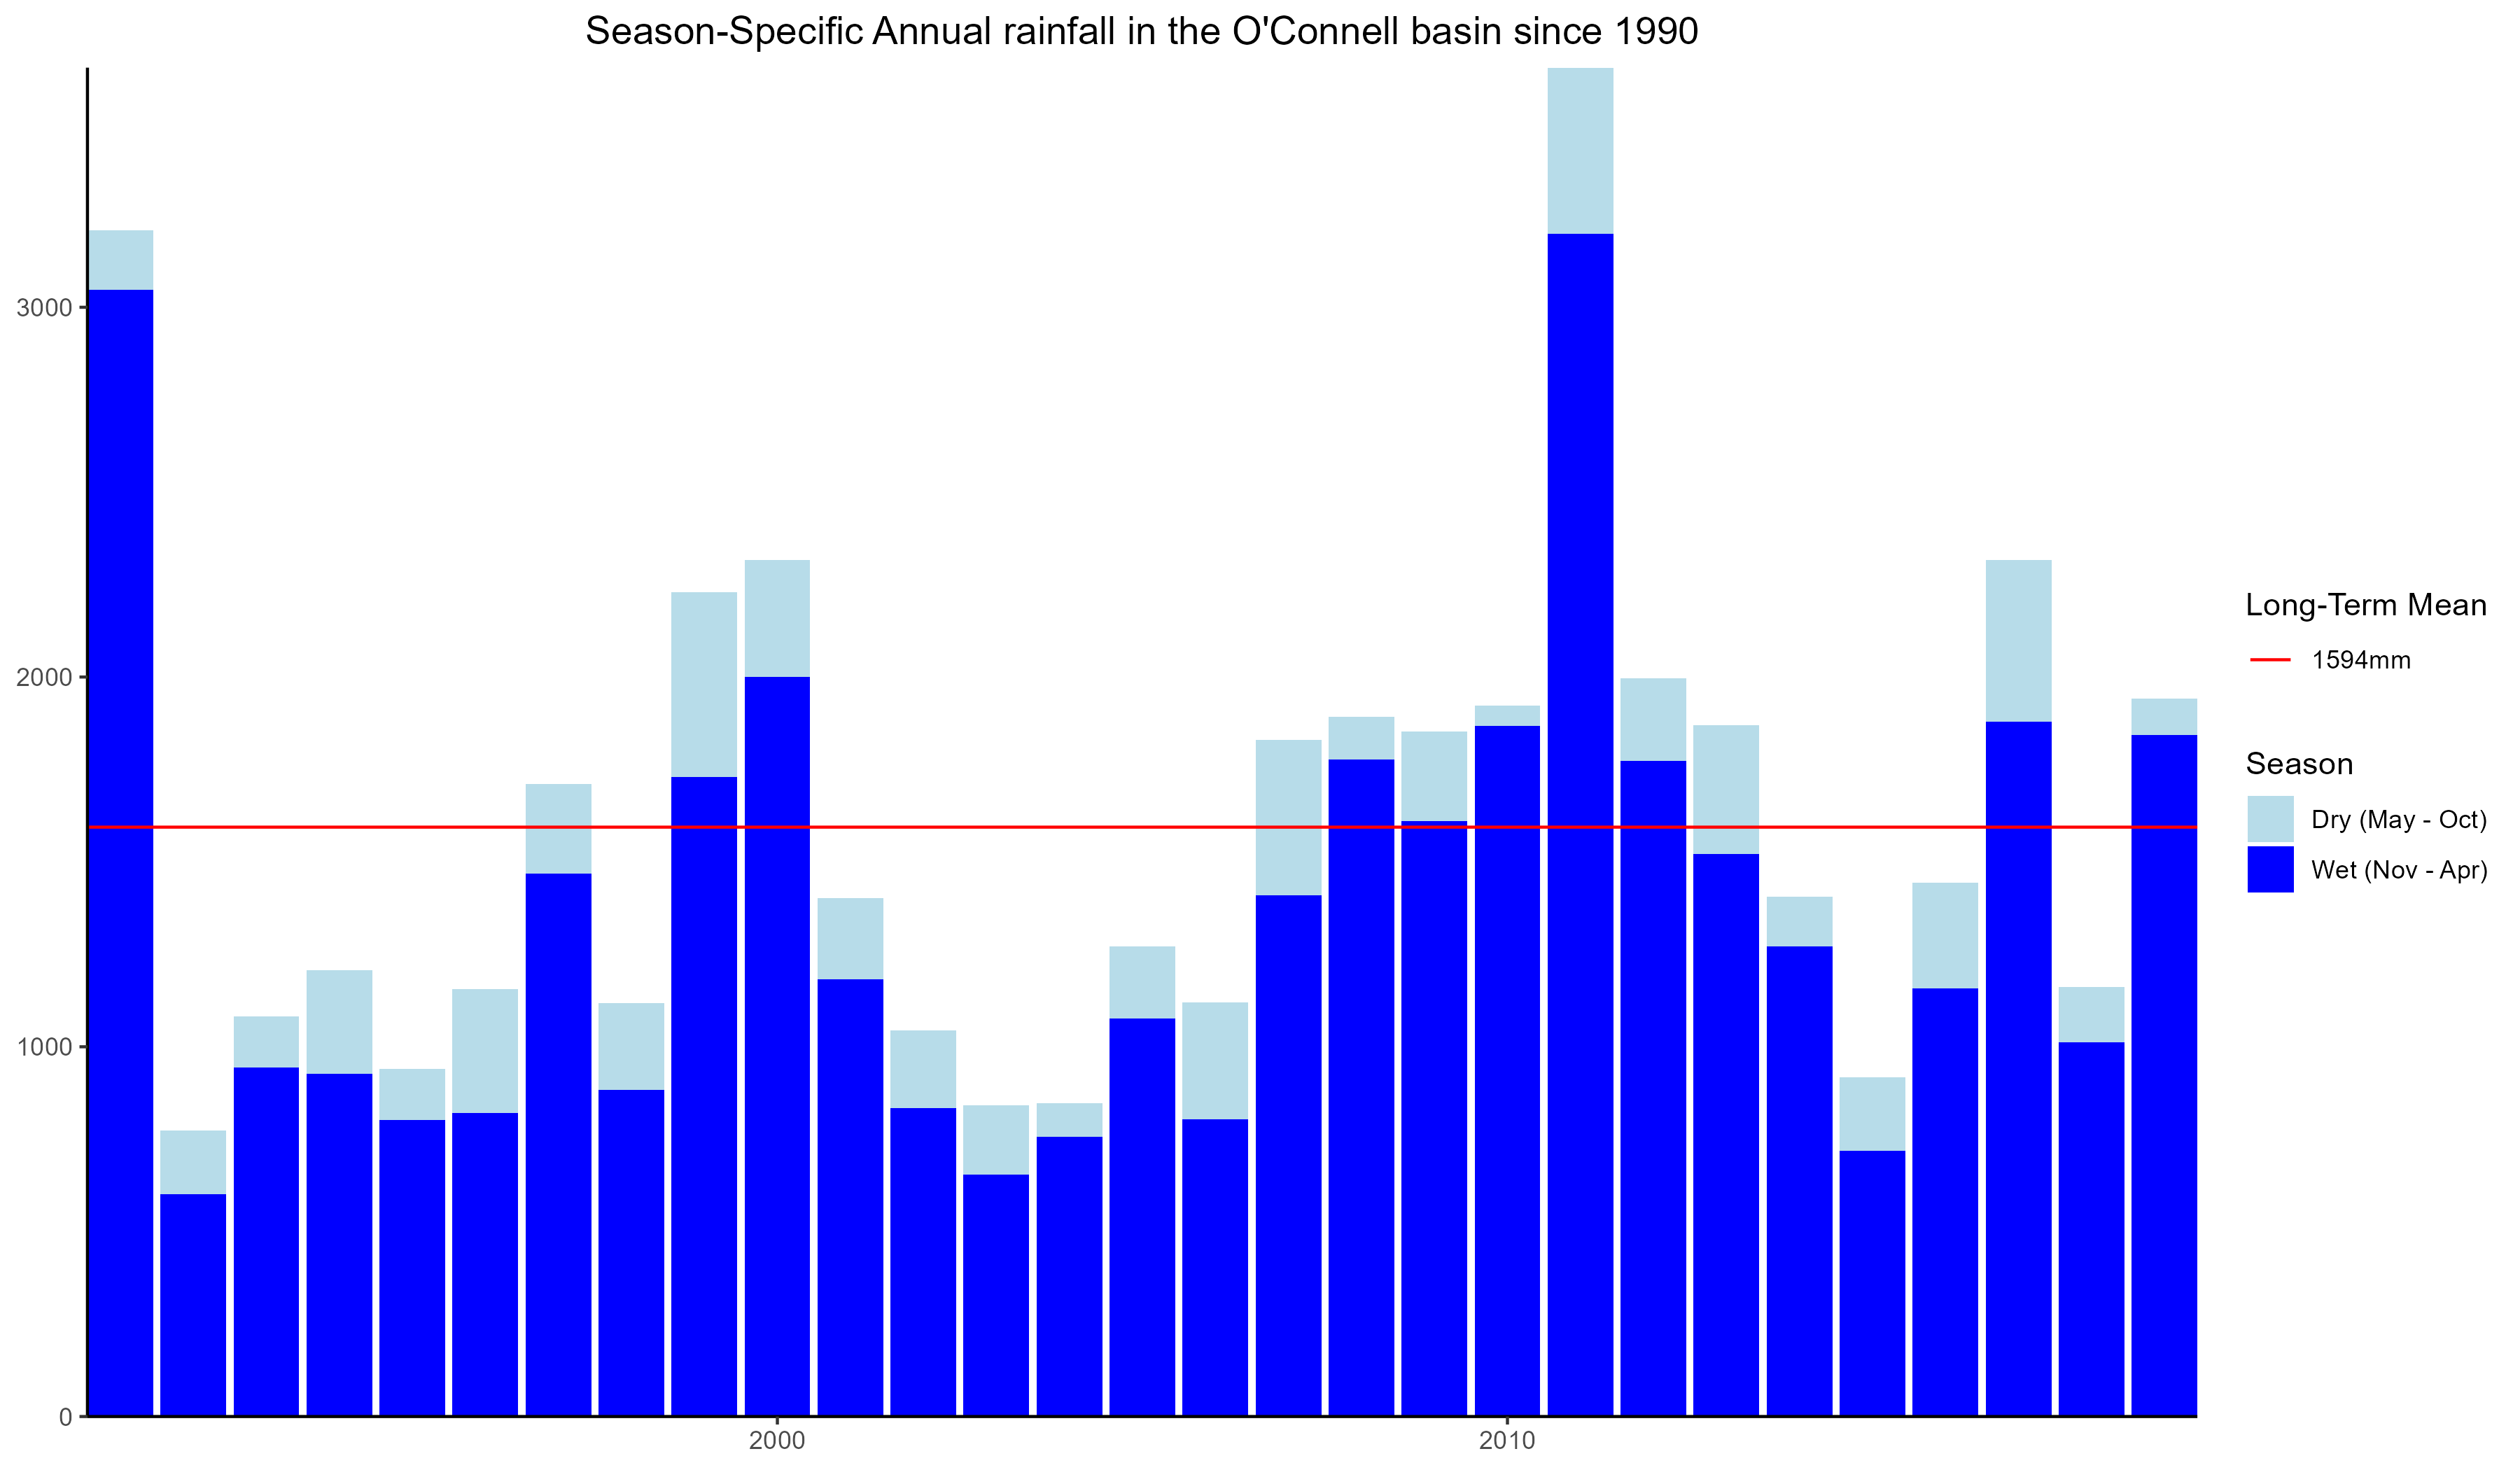 Season-Specific Annual rainfall in the O'Connell basin since 1990
3000
2000
1000
0
2000
2010
Long-Term Mean
1594mm
Season
Dry (May - Oct)
Wet (Nov - Apr)